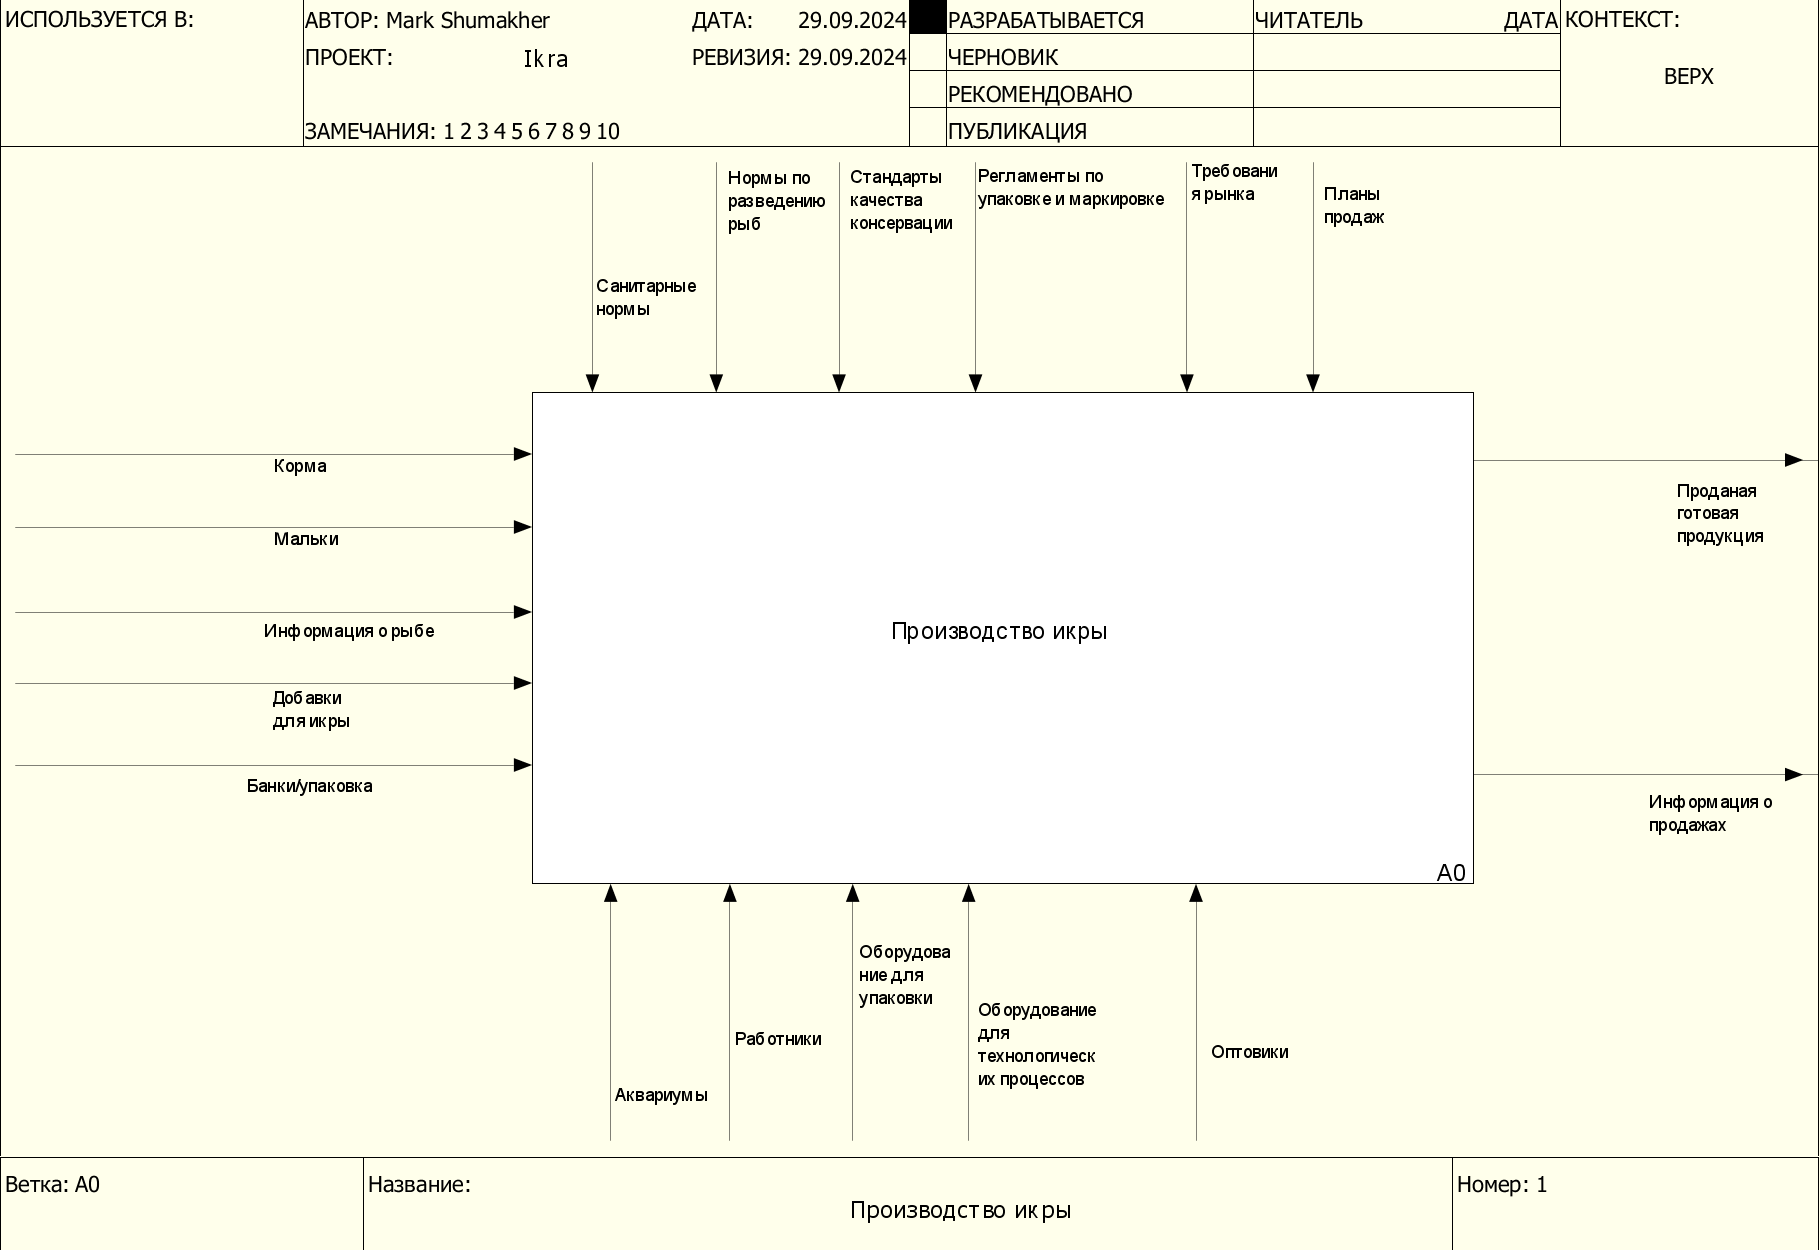 ИСПОЛЬЗУЕТСЯ В:
АВТОР: Mark Shumakher
ДАТА: 29.09.2024
ПРОЕКТ: Ikra
РЕВИЗИЯ: 29.09.2024
ЗАМЕЧАНИЯ: 1 2 3 4 5 6 7 8 9 10
РАЗРАБАТЫВАЕТСЯ
ЧЕРНОВИК
РЕКОМЕНДОВАНО
ПУБЛИКАЦИЯ
ЧИТАТЕЛЬ
ДАТА
КОНТЕКСТ:
ВЕРХ
Санитарные
нормы
Нормы по
разведению
рыб
Стандарты
качества
консервации
Регламенты по
упаковке и маркировке
Требовани
я рынка
Планы
продаж
Корма
Мальки
Информация о рыбе
Добавки
для икры
Банки/упаковка
Производство икры
A0
Проданая
готовая
продукция
Информация о
продажах
Аквариумы
Работники
Оборудова
ние для
упаковки
Оборудование
для
технологическ
их процессов
Оптовики
Ветка: A0
Название:
Производство икры
Номер: 1